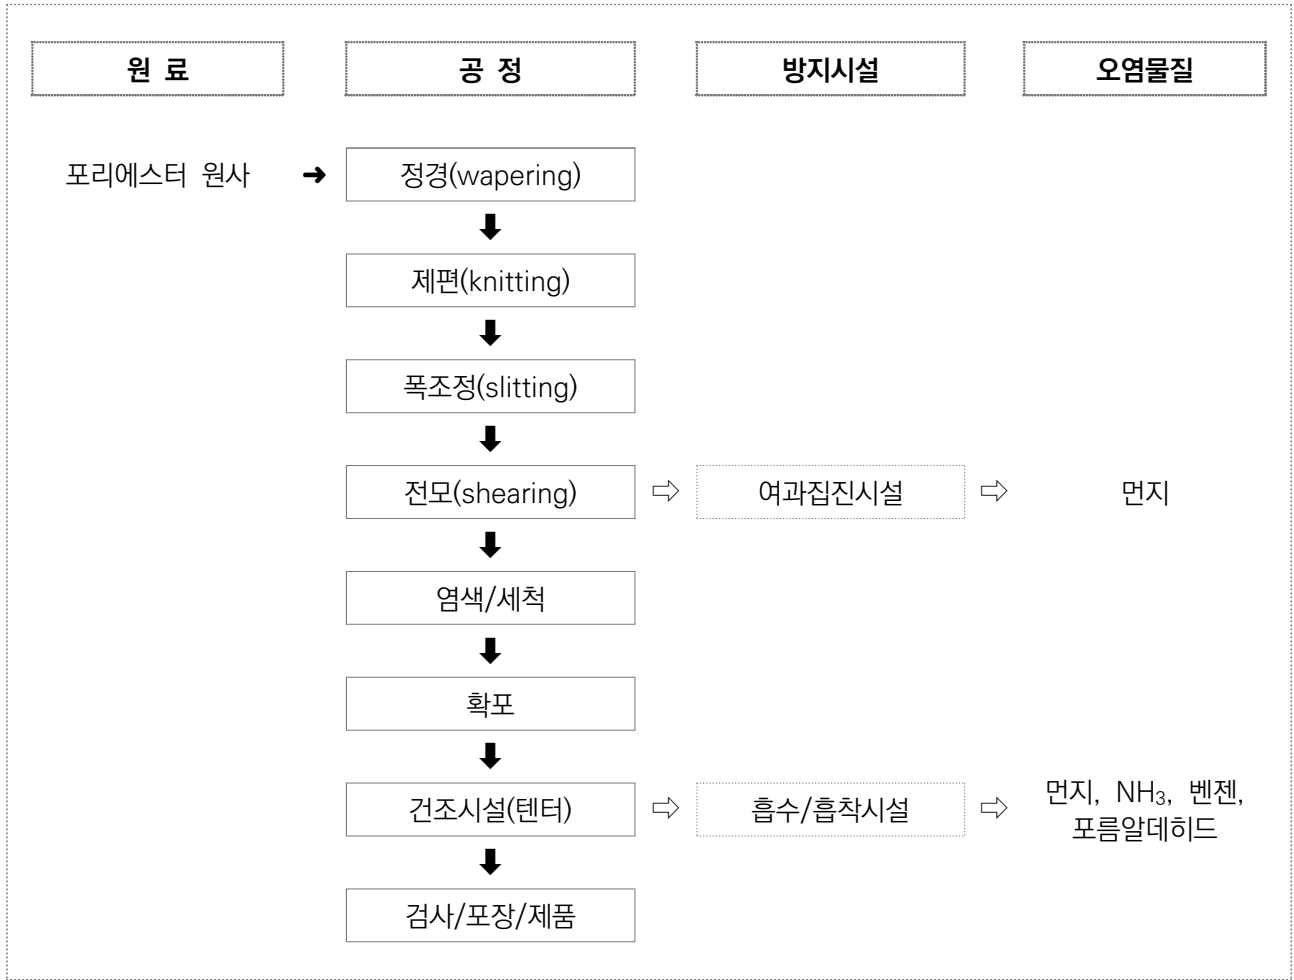 원 료
공 정
방지시설
오염물질
포리에스터 원사 ➜ 정경(wapering)
제편(knitting)
폭조정(slitting)
전모(shearing) ⇨ 여과집진시설 ⇨ 먼지
염색/세척
확포
건조시설(텐터) ⇨ 흡수/흡착시설 ⇨ 먼지, NH₃, 벤젠,
포름알데히드
검사/포장/제품